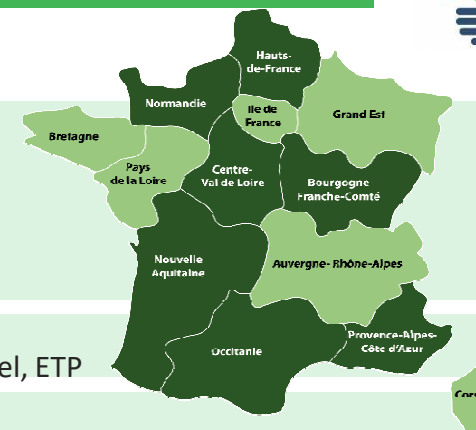 Hauts-
de-France
Normandie
Ile de
France
Grand Est
Bretagne
Pays
de la Loire
Centre-
Val de Loire
Bourgogne
Franche-Comté
Nouvelle
Aquitaine
Auvergne-Rhône-Alpes
Provence-Alpes-
Côte d'Azur
Occitanie
el, ETP